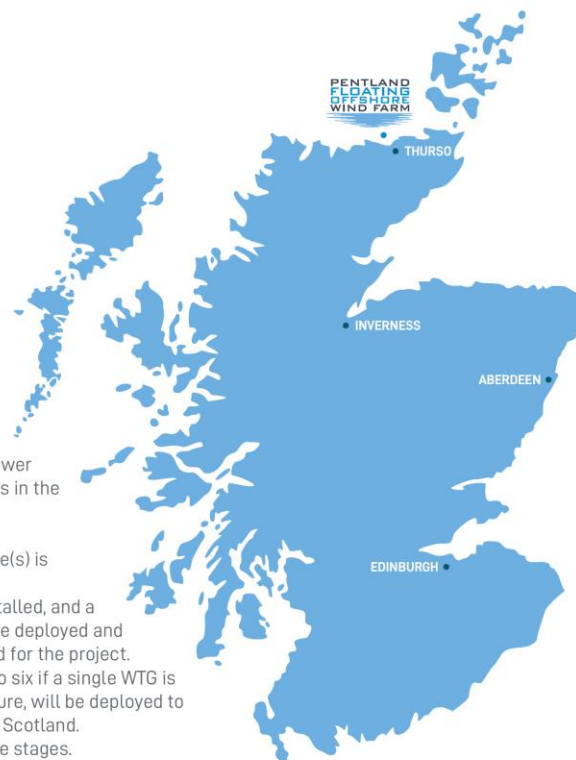 PENTLAND
FLOATING
OFFSHORE
WIND FARM
THURSO
INVERNESS
ABERDEEN
EDINBURGH
wer
s in the
e(s) is
talled, and a
e deployed and
d for the project.
o six if a single WTG is
ure, will be deployed to
Scotland.
e stages.